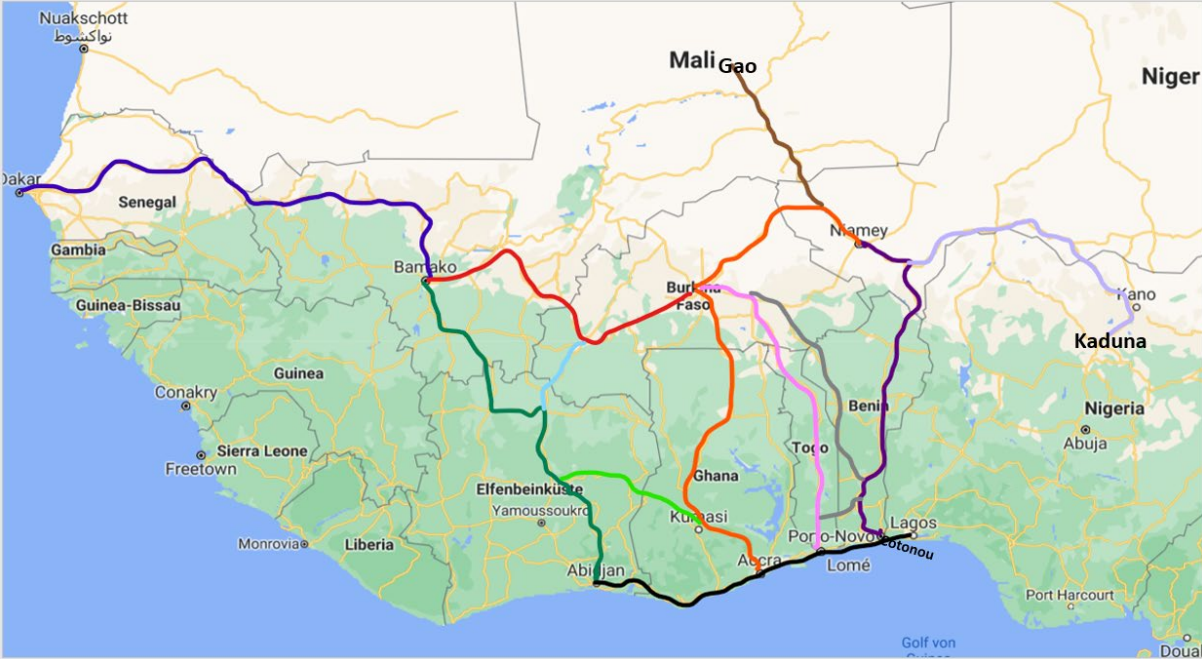 Nuakschott
نواكشوط
Mali
Gao
Niger
Dakar
Senegal
Niamey
Gambia
Bamako
Burkina
Faso
Kano
Guinea-Bissau
Kaduna
Guinea
Conakry
Benin
Nigeria
Abuja
Sierra Leone
Togo
Freetown
Ghana
Elfenbeinküste
Yamoussoukro
Kumasi
Lagos
Monrovia
Liberia
Porto-Novo
Cotonou
Accra
Lomé
Abidjan
Port Harcourt
Golf von
Guinea
Doual